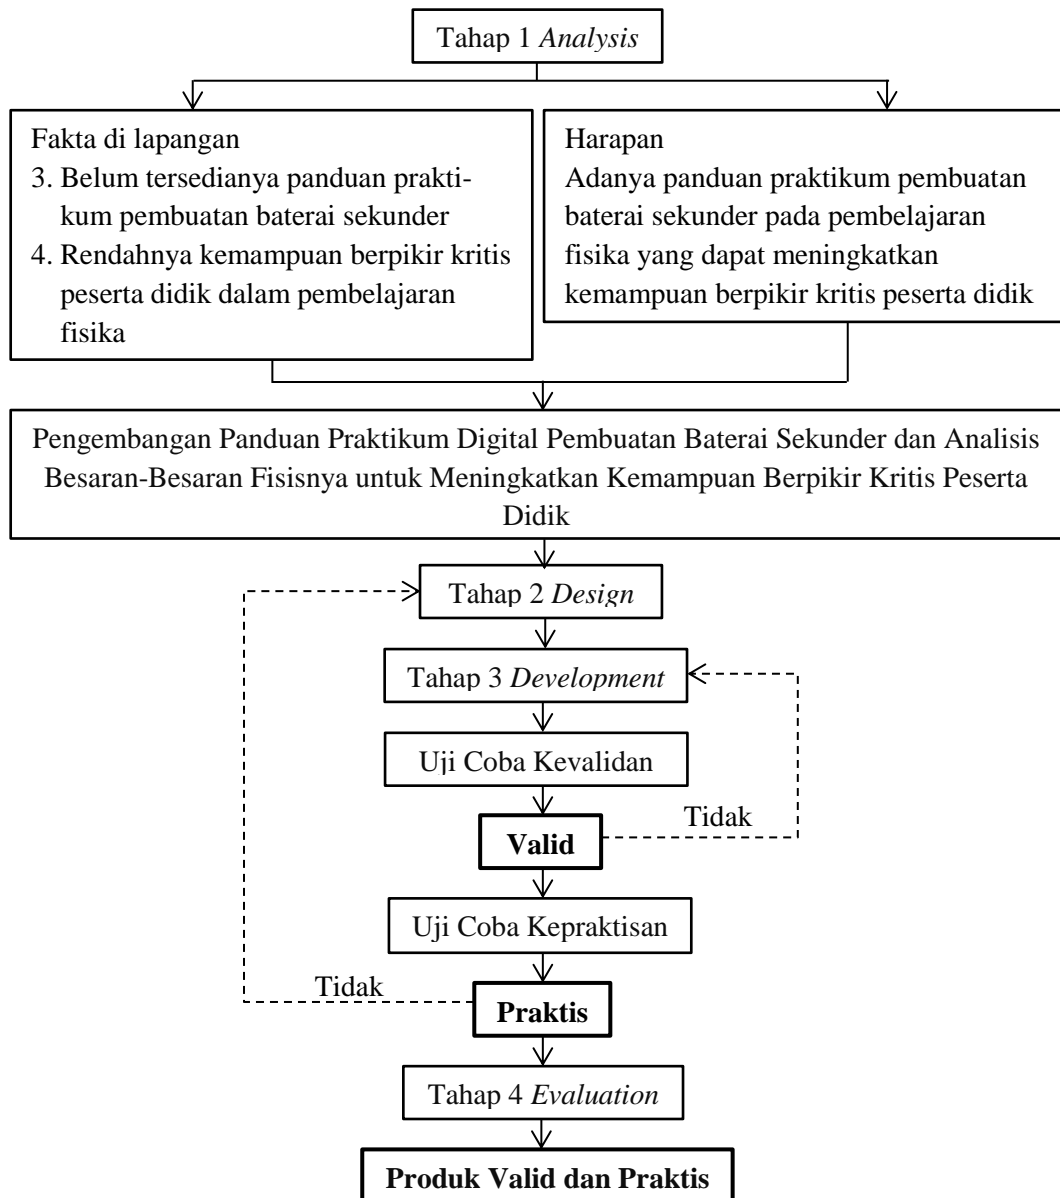 Tahap 1 Analysis
Fakta di lapangan
3. Belum tersedianya panduan prakti-
kum pembuatan baterai sekunder
4. Rendahnya kemampuan berpikir kritis
peserta didik dalam pembelajaran
fisika
Harapan
Adanya panduan praktikum pembuatan
baterai sekunder pada pembelajaran
fisika yang dapat meningkatkan
kemampuan berpikir kritis peserta didik
Pengembangan Panduan Praktikum Digital Pembuatan Baterai Sekunder dan Analisis
Besaran-Besaran Fisisnya untuk Meningkatkan Kemampuan Berpikir Kritis Peserta
Didik
Tahap 2 Design
Tahap 3 Development
Uji Coba Kevalidan
Tidak
Valid
Uji Coba Kepraktisan
Tidak
Praktis
Tahap 4 Evaluation
Produk Valid dan Praktis